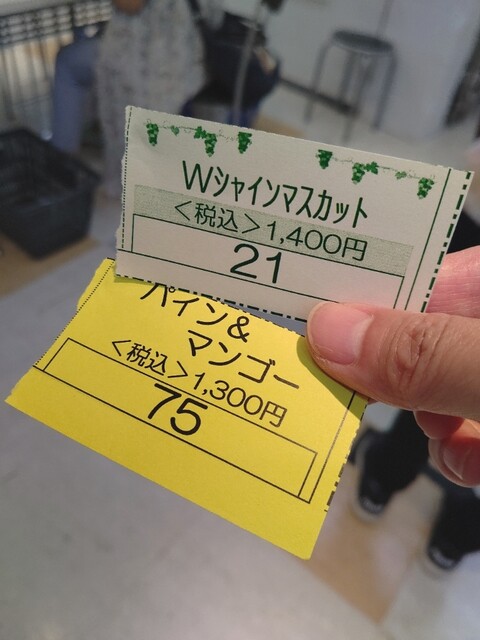 Wシャインマスカット
＜税込＞1,400円
21
パイン&
マンゴー
＜税込＞1,300円
75